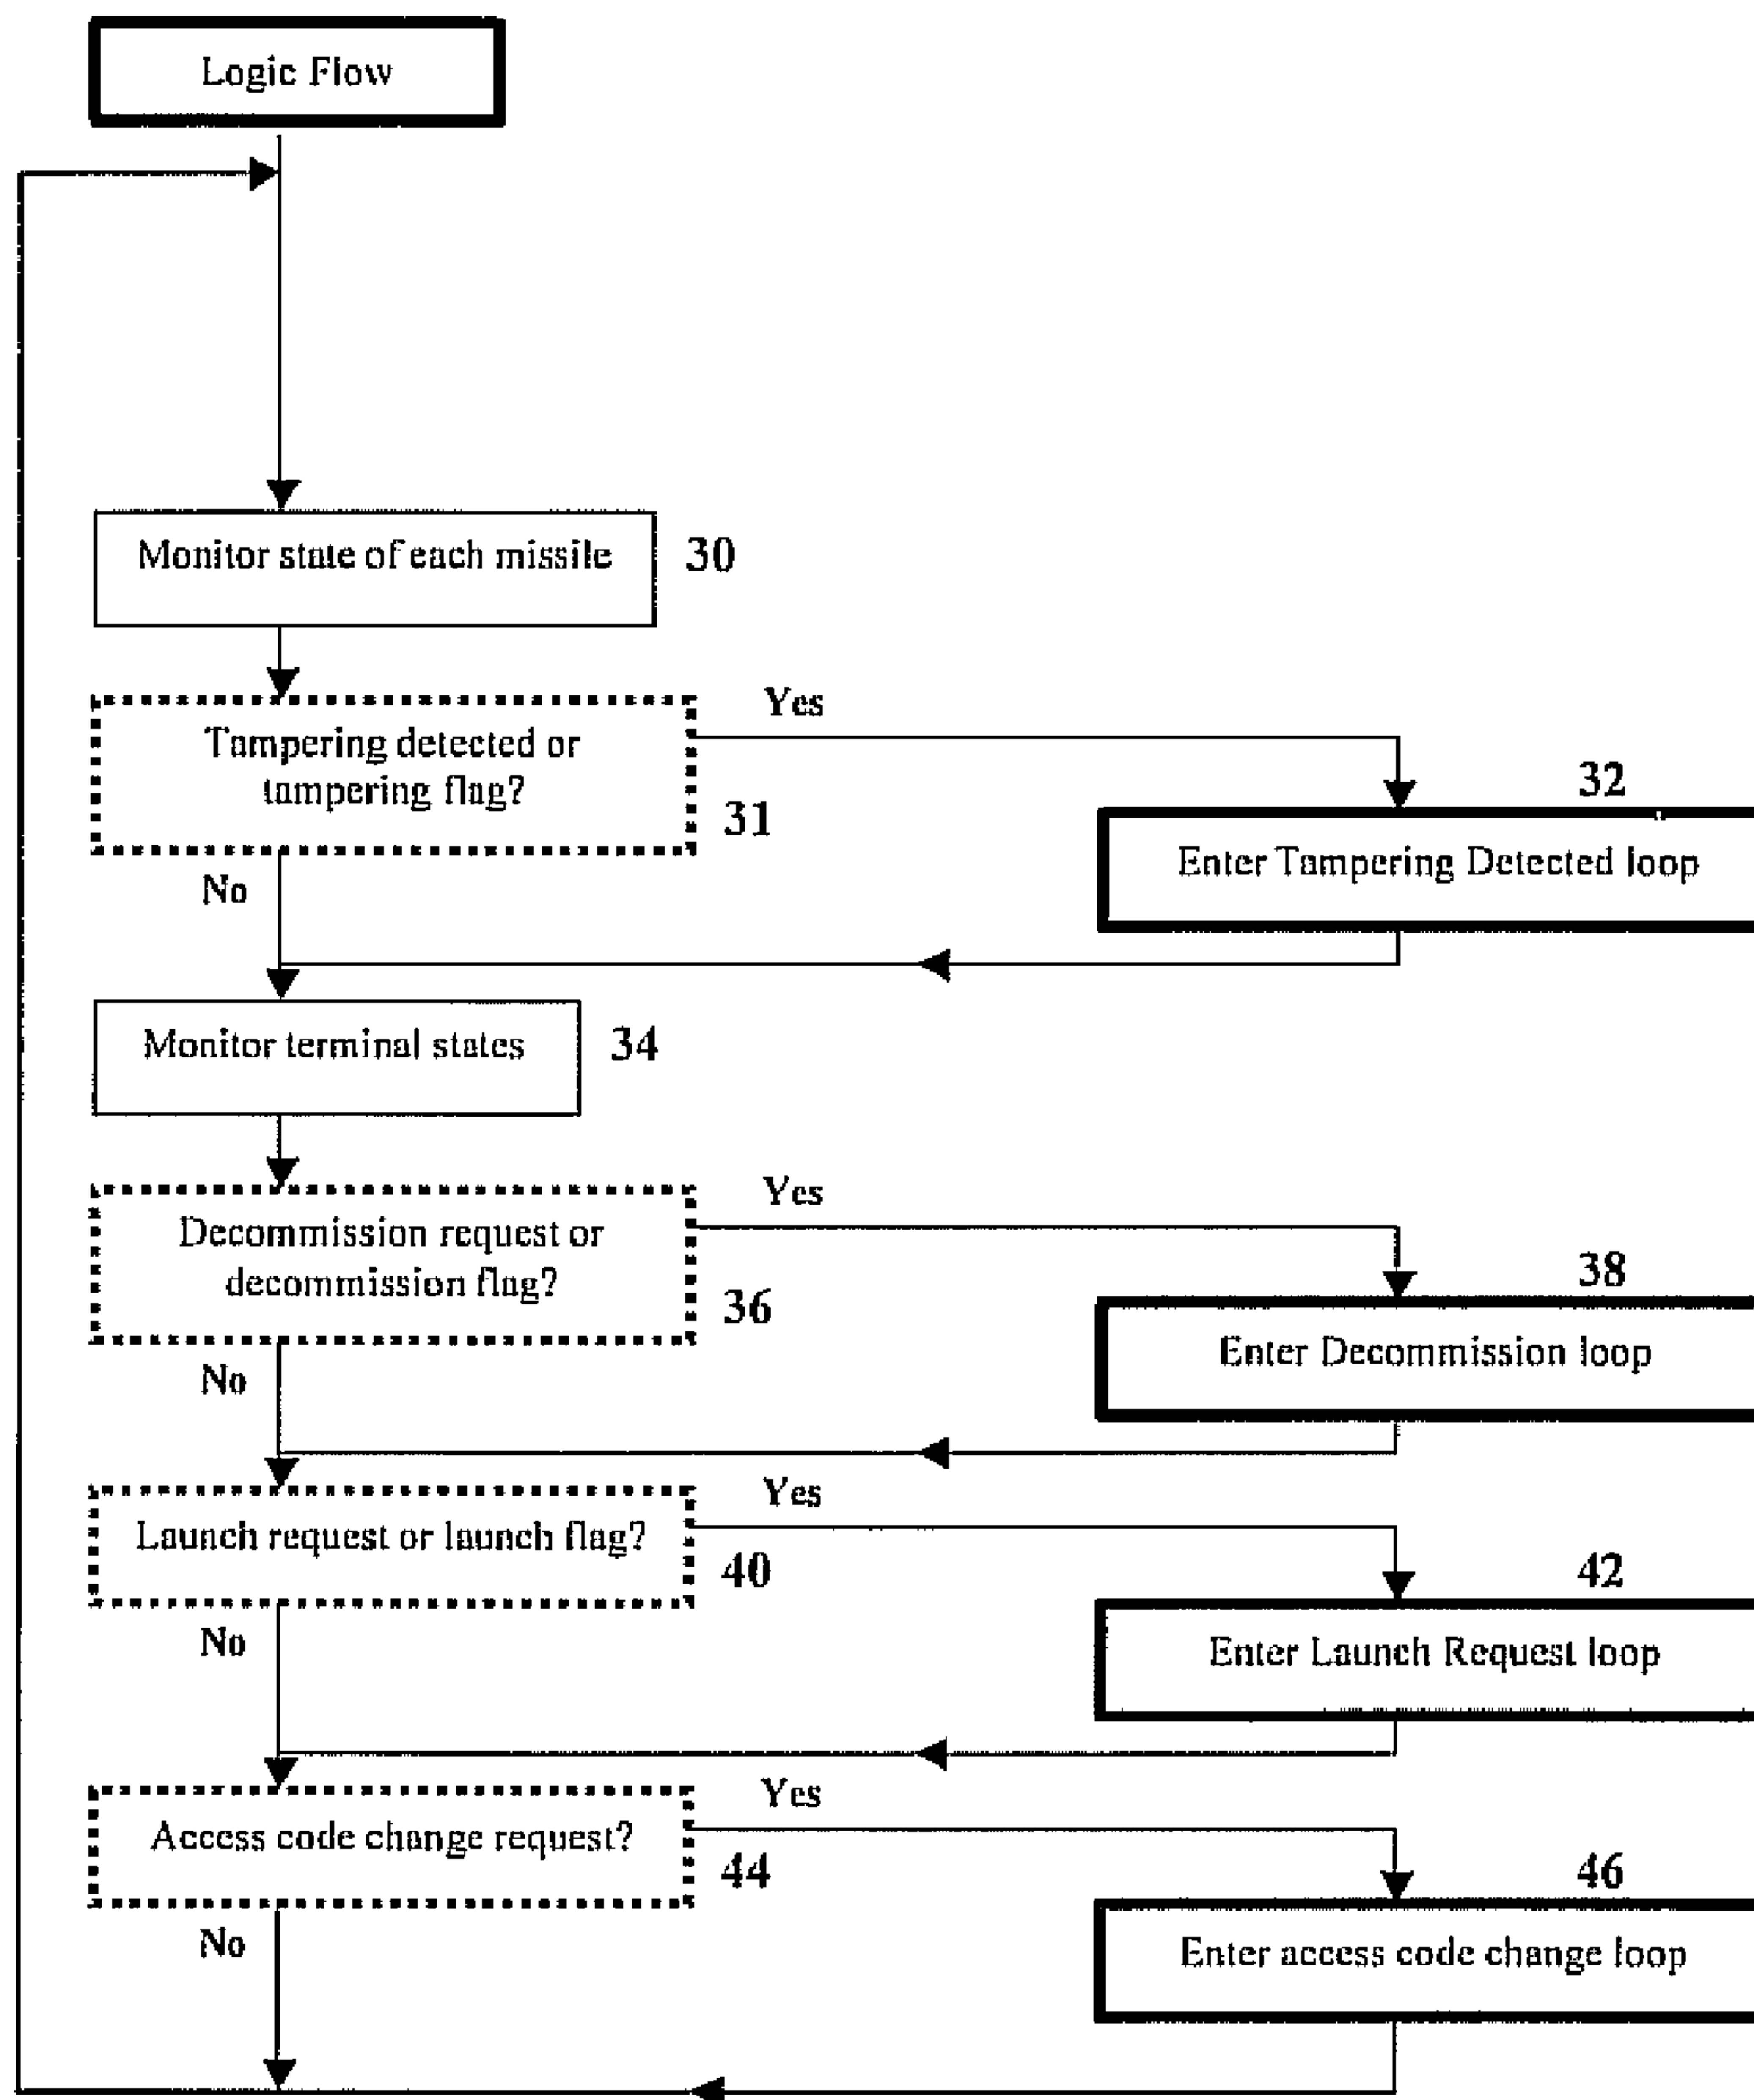 Logic Flow
Monitor state of each missile
30
Tampering detected or
tampering flag?
31
Yes
No
32
Enter Tampering Detected loop
Monitor terminal states
34
Decommission request or
decommission flag?
36
Yes
No
38
Enter Decommission loop
Launch request or launch flag?
40
Yes
No
42
Enter Launch Request loop
Access code change request?
44
Yes
No
46
Enter access code change loop